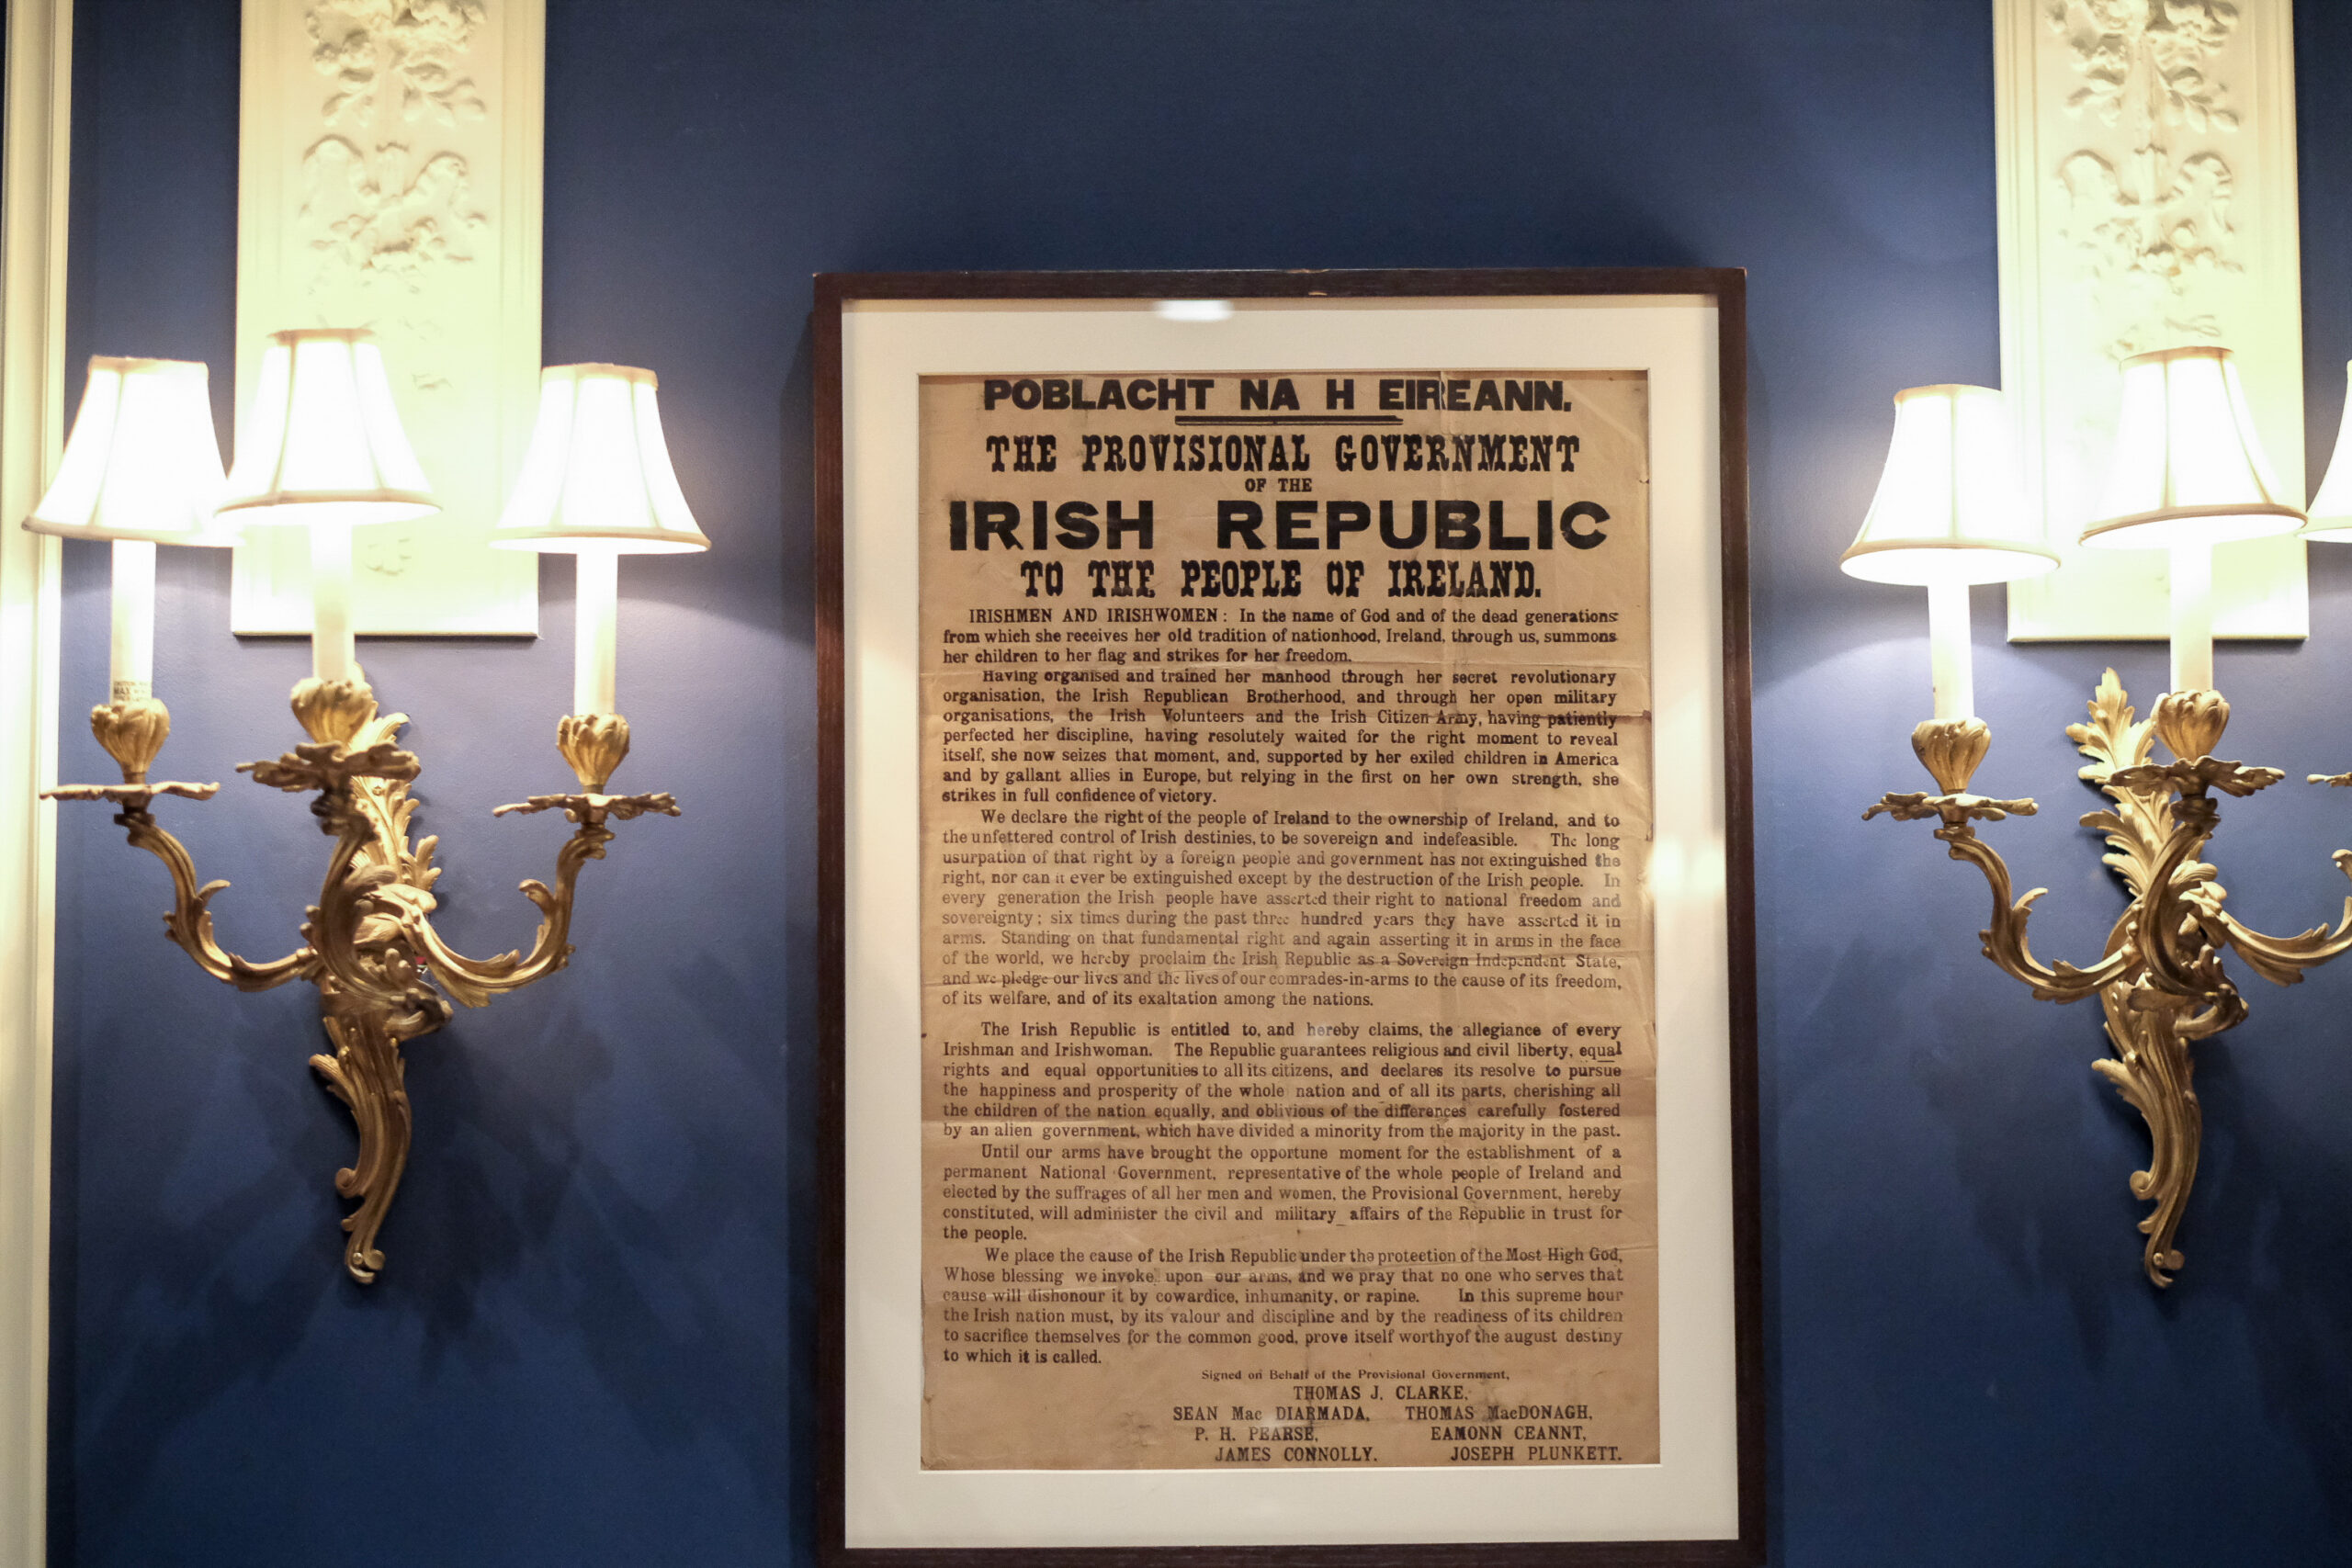 POBLACHT NA H EIREANN.
THE PROVISIONAL GOVERNMENT
OF THE
IRISH REPUBLIC
TO THE PEOPLE OF IRELAND.
IRISHMEN AND IRISHWOMEN : In the name of God and of the dead generations
from which she receives her old tradition of nationhood, Ireland, through us, summons
her children to her flag and strikes for her freedom.
Having organised and trained her manhood through her secret revolutionary
organisation, the Irish Republican Brotherhood, and through her open military
organisations, the Irish Volunteers and the Irish Citizen Army, having patiently
perfected her discipline, having resolutely waited for the right moment to reveal
itself, she now seizes that moment, and, supported by her exiled children in America
and by gallant allies in Europe, but relying in the first on her own strength, she
strikes in full confidence of victory.
We declare the right of the people of Ireland to the ownership of Ireland, and to
the unfettered control of Irish destinies, to be sovereign and indefeasible. The long
usurpation of that right by a foreign people and government has not extinguished the
right, nor can it ever be extinguished except by the destruction of the Irish people. In
every generation the Irish people have asserted their right to national freedom and
sovereignty ; six times during the past three hundred years they have asserted it in
arms. Standing on that fundamental right and again asserting it in arms in the face
of the world, we hereby proclaim the Irish Republic as a Sovereign Independent State,
and we pledge our lives and the lives of our comrades-in-arms to the cause of its freedom,
of its welfare, and of its exaltation among the nations.
The Irish Republic is entitled to, and hereby claims, the allegiance of every
Irishman and Irishwoman. The Republic guarantees religious and civil liberty, equal
rights and equal opportunities to all its citizens, and declares its resolve to pursue
the happiness and prosperity of the whole nation and of all its parts, cherishing all
the children of the nation equally, and oblivious of the differences carefully fostered
by an alien government, which have divided a minority from the majority in the past.
Until our arms have brought the opportune moment for the establishment of a
permanent National Government, representative of the whole people of Ireland and
elected by the suffrages of all her men and women, the Provisional Government, hereby
constituted, will administer the civil and military affairs of the Republic in trust for
the people.
We place the cause of the Irish Republic under the protection of the Most High God,
Whose blessing we invoke upon our arms, and we pray that no one who serves that
cause will dishonour it by cowardice, inhumanity, or rapine. In this supreme hour
the Irish nation must, by its valour and discipline and by the readiness of its children
to sacrifice themselves for the common good, prove itself worthy of the august destiny
to which it is called.
Signed on Behalf of the Provisional Government,
THOMAS J. CLARKE,
SEAN Mac DIARMADA, THOMAS MacDONAGH,
P. H. PEARSE, EAMONN CEANNT,
JAMES CONNOLLY. JOSEPH PLUNKETT.